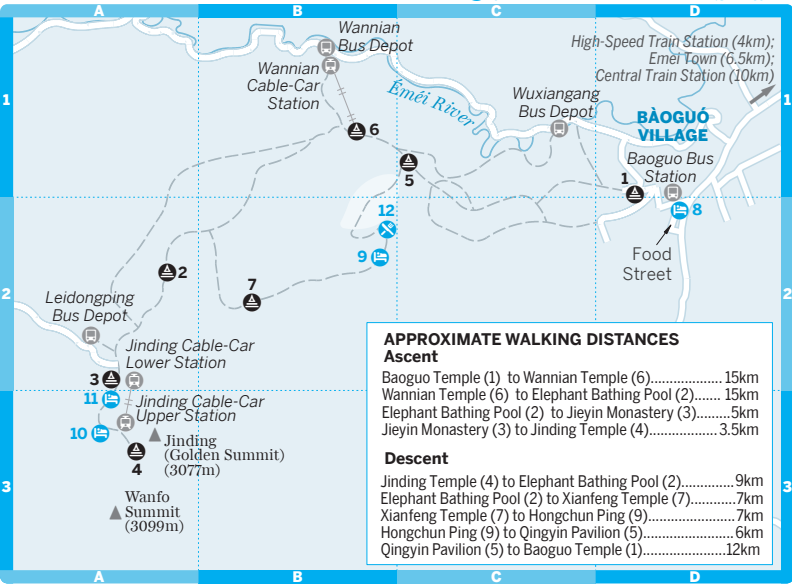 A B C D
Wannian
Bus Depot
High-Speed Train Station (4km);
Emei Town (6.5km);
Central Train Station (10km)
Wannian
Cable-Car
Station
Éméi River
Wuxiangang
Bus Depot
1
1
BÀOGUÓ
VILLAGE
6
Baoguo Bus
Station
5
1
12
8
9
Food
Street
2
7
2
2
Leidongping
Bus Depot
Jinding Cable-Car
Lower Station
3
11
Jinding Cable-Car
Upper Station
10
Jinding
(Golden Summit)
(3077m)
4
Wanfo
Summit
(3099m)
3
3
APPROXIMATE WALKING DISTANCES
Ascent
Baoguo Temple (1) to Wannian Temple (6)................... 15km
Wannian Temple (6) to Elephant Bathing Pool (2)....... 15km
Elephant Bathing Pool (2) to Jieyin Monastery (3).........5km
Jieyin Monastery (3) to Jinding Temple (4)..................3.5km
Descent
Jinding Temple (4) to Elephant Bathing Pool (2)..............9km
Elephant Bathing Pool (2) to Xianfeng Temple (7)............7km
Xianfeng Temple (7) to Hongchun Ping (9).......................7km
Hongchun Ping (9) to Qingyin Pavilion (5)........................6km
Qingyin Pavilion (5) to Baoguo Temple (1)......................12km
A B C D